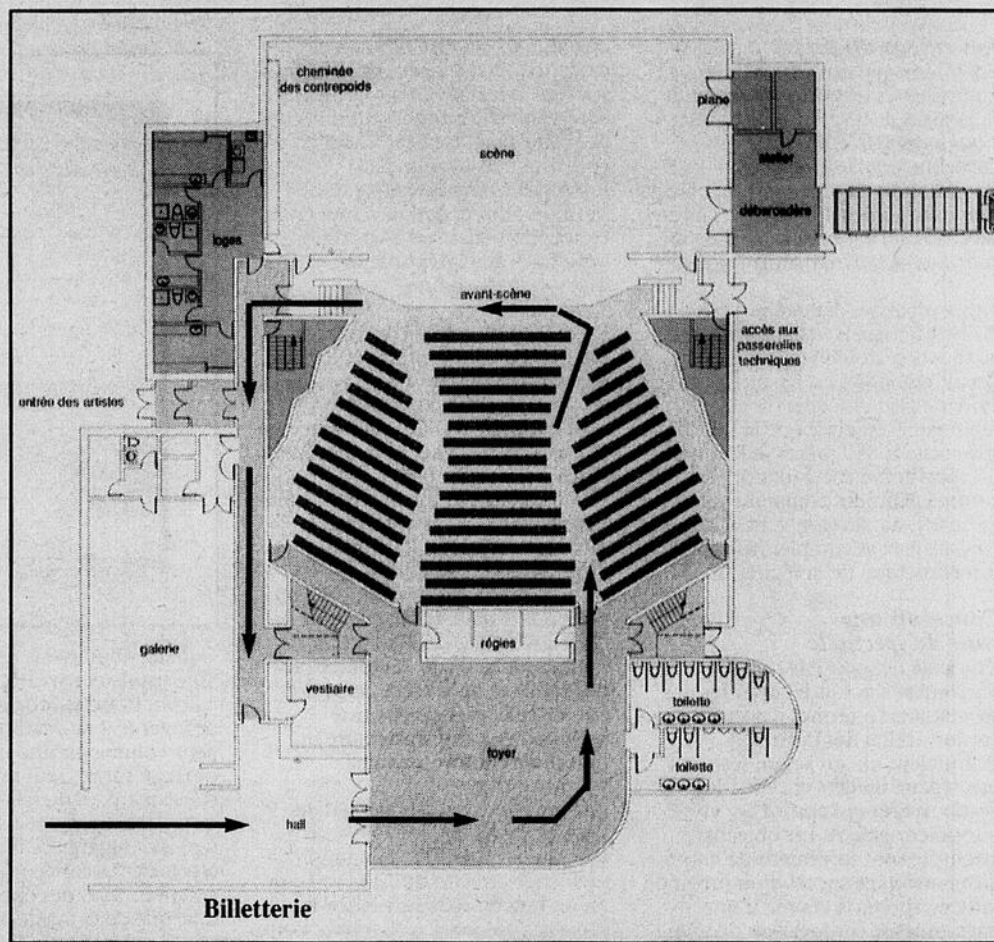 cheminée
des contrepoids
piano
scène
atelier
débarcadère
loges
avant-scène
accès aux
passerelles
techniques
entrée des artistes
galerie
régies
vestiaire
toilette
foyer
toilette
hall
Billetterie